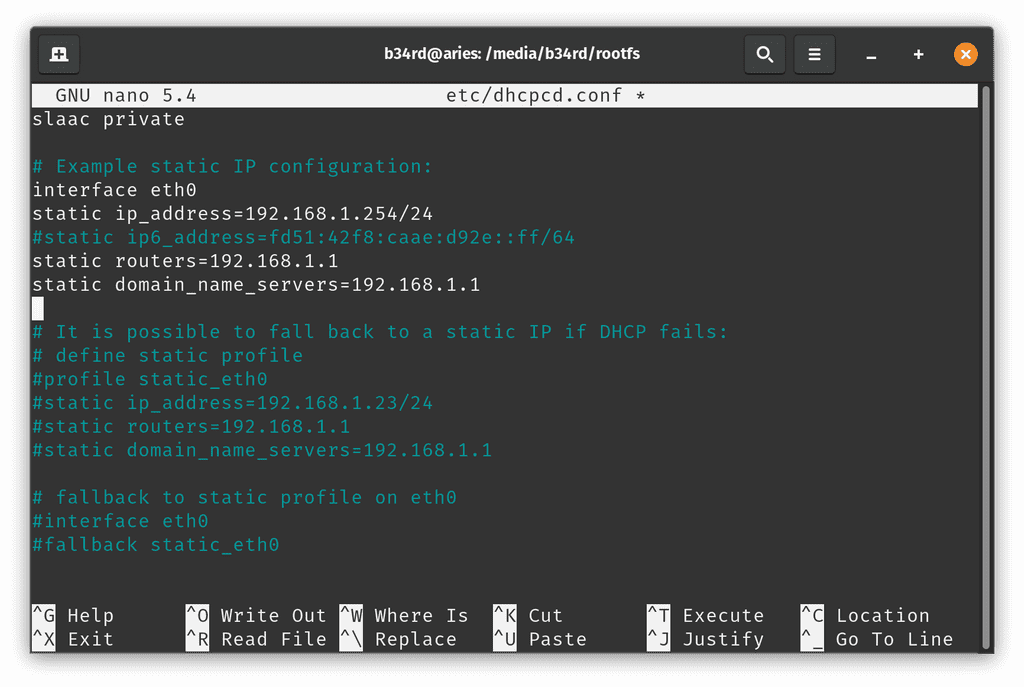 b34rd@aries: /media/b34rd/rootfs
GNU nano 5.4 etc/dhcpcd.conf *
slaac private
# Example static IP configuration:
interface eth0
static ip_address=192.168.1.254/24
#static ip6_address=fd51:42f8:caae:d92e::ff/64
static routers=192.168.1.1
static domain_name_servers=192.168.1.1
# It is possible to fall back to a static IP if DHCP fails:
# define static profile
#profile static_eth0
#static ip_address=192.168.1.23/24
#static routers=192.168.1.1
#static domain_name_servers=192.168.1.1
# fallback to static profile on eth0
#interface eth0
#fallback static_eth0
^G Help ^O Write Out ^W Where Is ^K Cut ^T Execute ^C Location
^X Exit ^R Read File ^\ Replace ^U Paste ^J Justify ^_ Go To Line